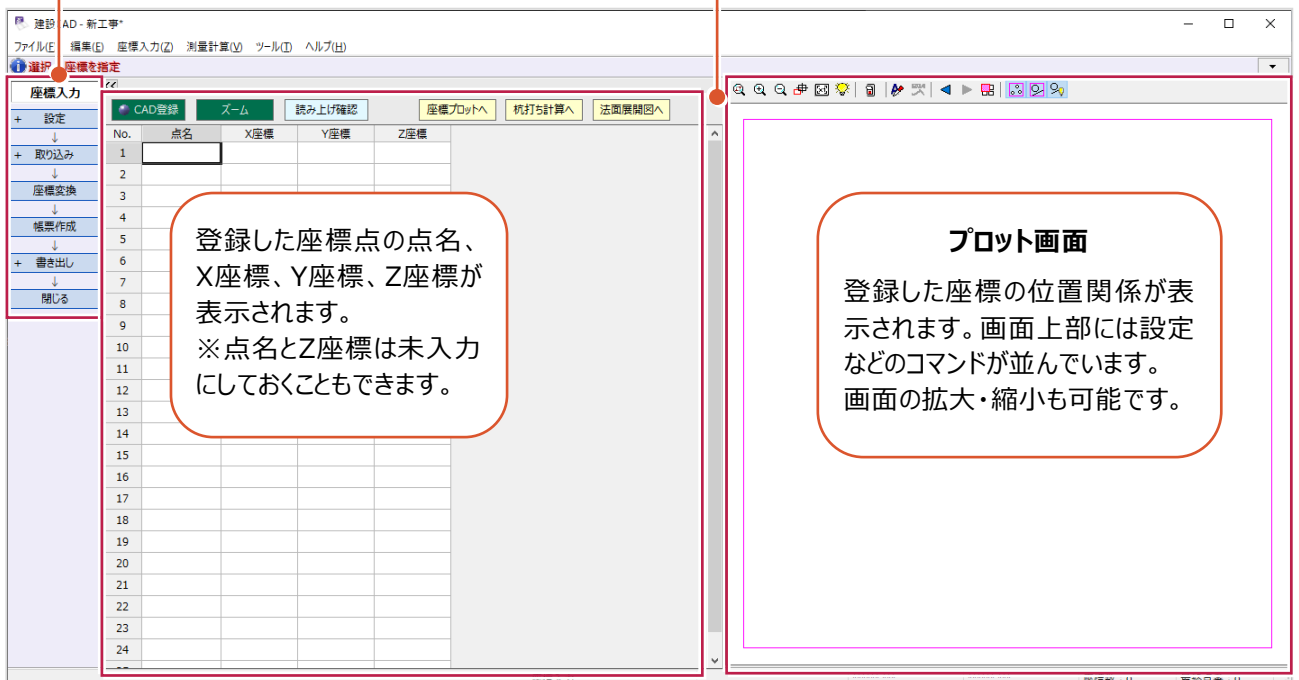 建設CAD - 新工事*
ファイル(F) 編集(E) 座標入力(Z) 測量計算(V) ツール(T) ヘルプ(H)
座標を指定
座標入力
+ 設定
↓
+ 取り込み
↓
座標変換
↓
帳票作成
↓
+ 書き出し
↓
閉じる
CAD登録 ズーム 読み上げ確認 座標プロットへ 杭打ち計算へ 法面展開図へ
No. 点名 X座標 Y座標 Z座標
1
2
3
4
5
6
7
8
9
10
11
12
13
14
15
16
17
18
19
20
21
22
23
24
登録した座標点の点名、
X座標、Y座標、Z座標が
表示されます。
※点名とZ座標は未入力
にしておくこともできます。
プロット画面
登録した座標の位置関係が表
示されます。画面上部には設定
などのコマンドが並んでいます。
画面の拡大・縮小も可能です。